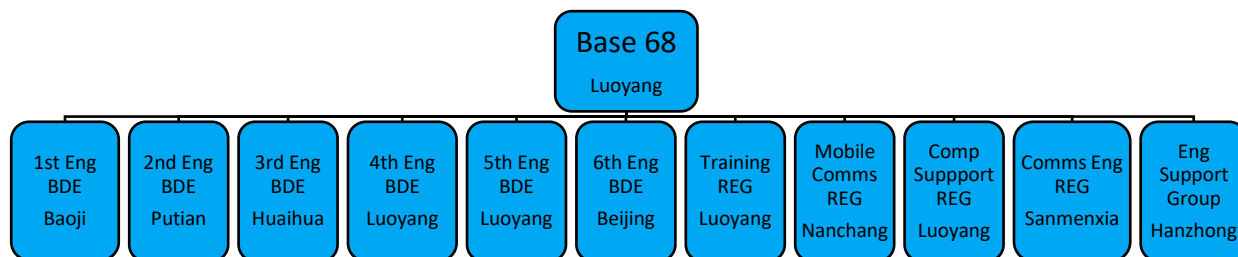 Base 68
Luoyang
1st Eng
BDE
Baoji
2nd Eng
BDE
Putian
3rd Eng
BDE
Huaihua
4th Eng
BDE
Luoyang
5th Eng
BDE
Luoyang
6th Eng
BDE
Beijing
Training
REG
Luoyang
Mobile
Comms
REG
Nanchang
Comp
Suppport
REG
Luoyang
Comms Eng
REG
Sanmenxia
Eng
Support
Group
Hanzhong